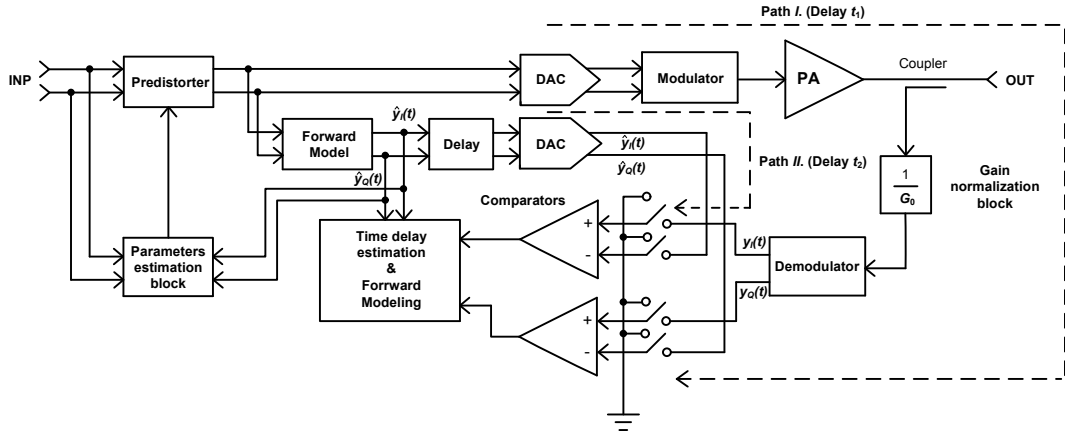 Path I. (Delay t₁)
INP
Predistorter
DAC
Modulator
PA
Coupler
OUT
Forward
Model
ŷI(t)
Delay
DAC
ŷI(t)
ŷQ(t)
Path II. (Delay t₂)
1
G₀
Gain
normalization
block
ŷQ(t)
Comparators
+
-
Time delay
estimation
&
Forrward
Modeling
Parameters
estimation
block
yI(t)
Demodulator
yQ(t)
+
-